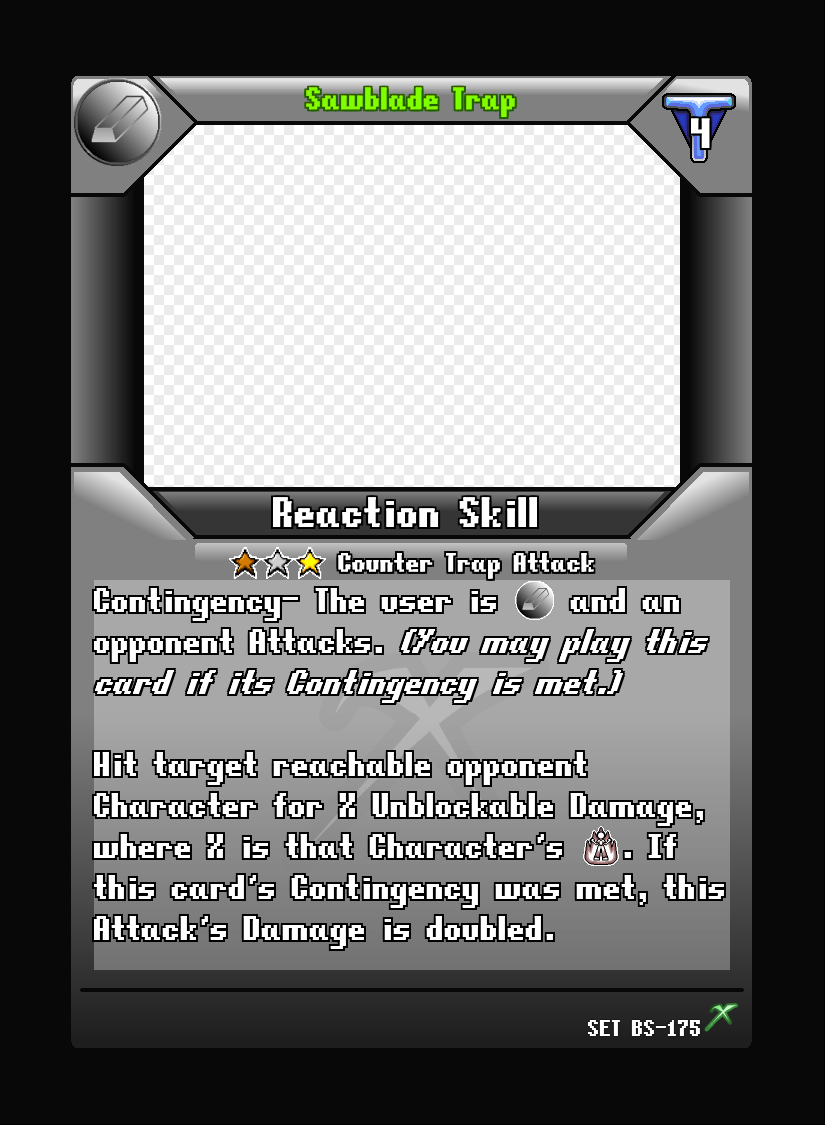 Sawblade Trap
4
Reaction Skill
Counter Trap Attack
Contingency- The user is and an
opponent Attacks. (You may play this
card if its Contingency is met.)
Hit target reachable opponent
Character for X Unblockable Damage,
where X is that Character's . If
this card's Contingency was met, this
Attack's Damage is doubled.
SET BS-175